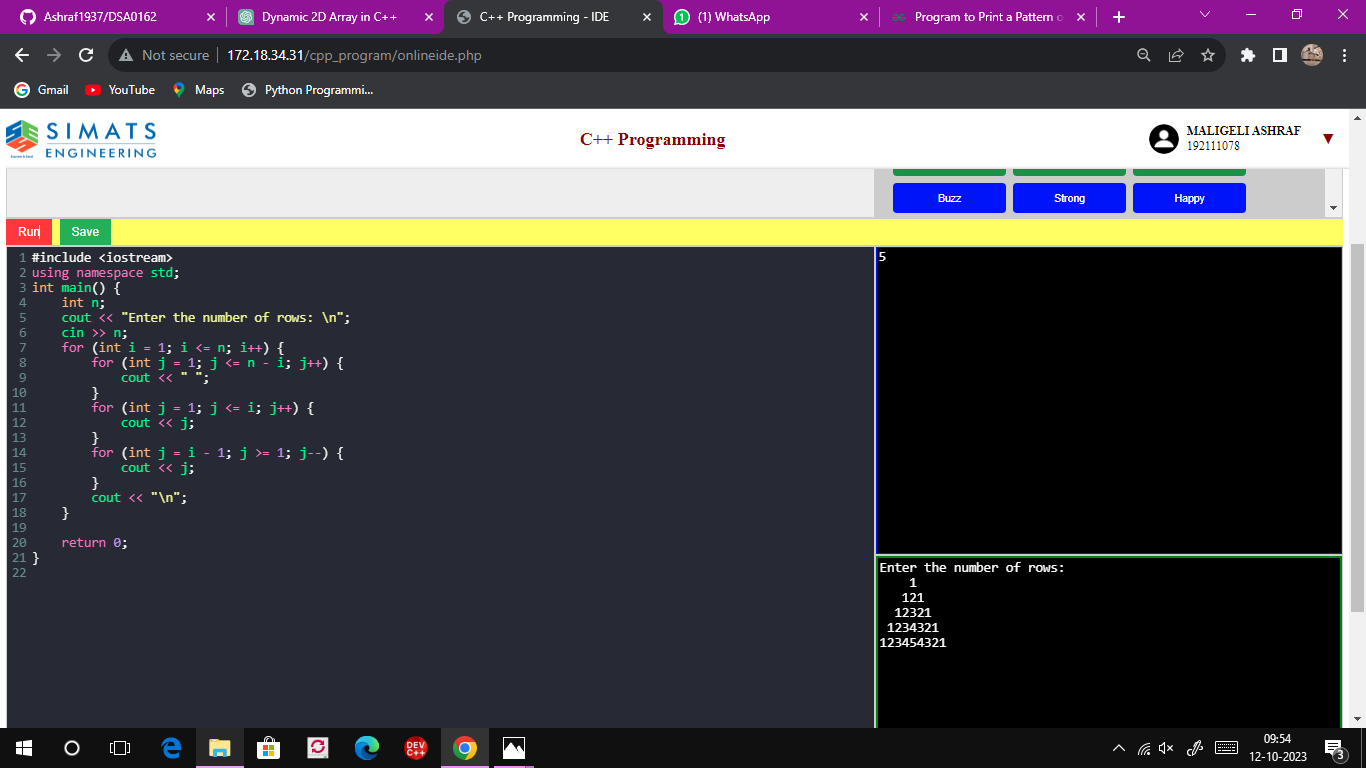 Ashraf1937/DSA0162
Dynamic 2D Array in C++
C++ Programming - IDE
(1) WhatsApp
Program to Print a Pattern o
Not secure
172.18.34.31/cpp_program/onlineide.php
Gmail
YouTube
Maps
Python Programmi...
SIMATS
ENGINEERING
C++ Programming
MALIGELI ASHRAF
192111078
Buzz
Strong
Happy
Run
Save
1 #include <iostream>
2 using namespace std;
3 int main() {
4     int n;
5     cout << "Enter the number of rows: \n";
6     cin >> n;
7     for (int i = 1; i <= n; i++) {
8         for (int j = 1; j <= n - i; j++) {
9             cout << " ";
10         }
11         for (int j = 1; j <= i; j++) {
12             cout << j;
13         }
14         for (int j = i - 1; j >= 1; j--) {
15             cout << j;
16         }
17         cout << "\n";
18     }
19
20     return 0;
21 }
22
5
Enter the number of rows:
    1
   121
  12321
 1234321
123454321
DEV
C++
09:54
12-10-2023
3